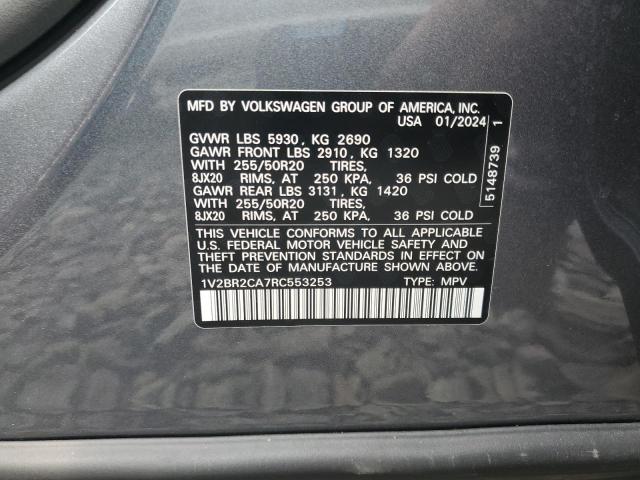 MFD BY VOLKSWAGEN GROUP OF AMERICA, INC.
USA 01/2024
GVWR LBS 5930, KG 2690
GAWR FRONT LBS 2910, KG 1320
WITH 255/50R20 TIRES,
8JX20 RIMS, AT 250 KPA, 36 PSI COLD
GAWR REAR LBS 3131, KG 1420
WITH 255/50R20 TIRES,
8JX20 RIMS, AT 250 KPA, 36 PSI COLD
THIS VEHICLE CONFORMS TO ALL APPLICABLE
U.S. FEDERAL MOTOR VEHICLE SAFETY AND
THEFT PREVENTION STANDARDS IN EFFECT ON
THE DATE OF MANUFACTURE SHOWN ABOVE.
1V2BR2CA7RC553253 TYPE: MPV
5148739 1